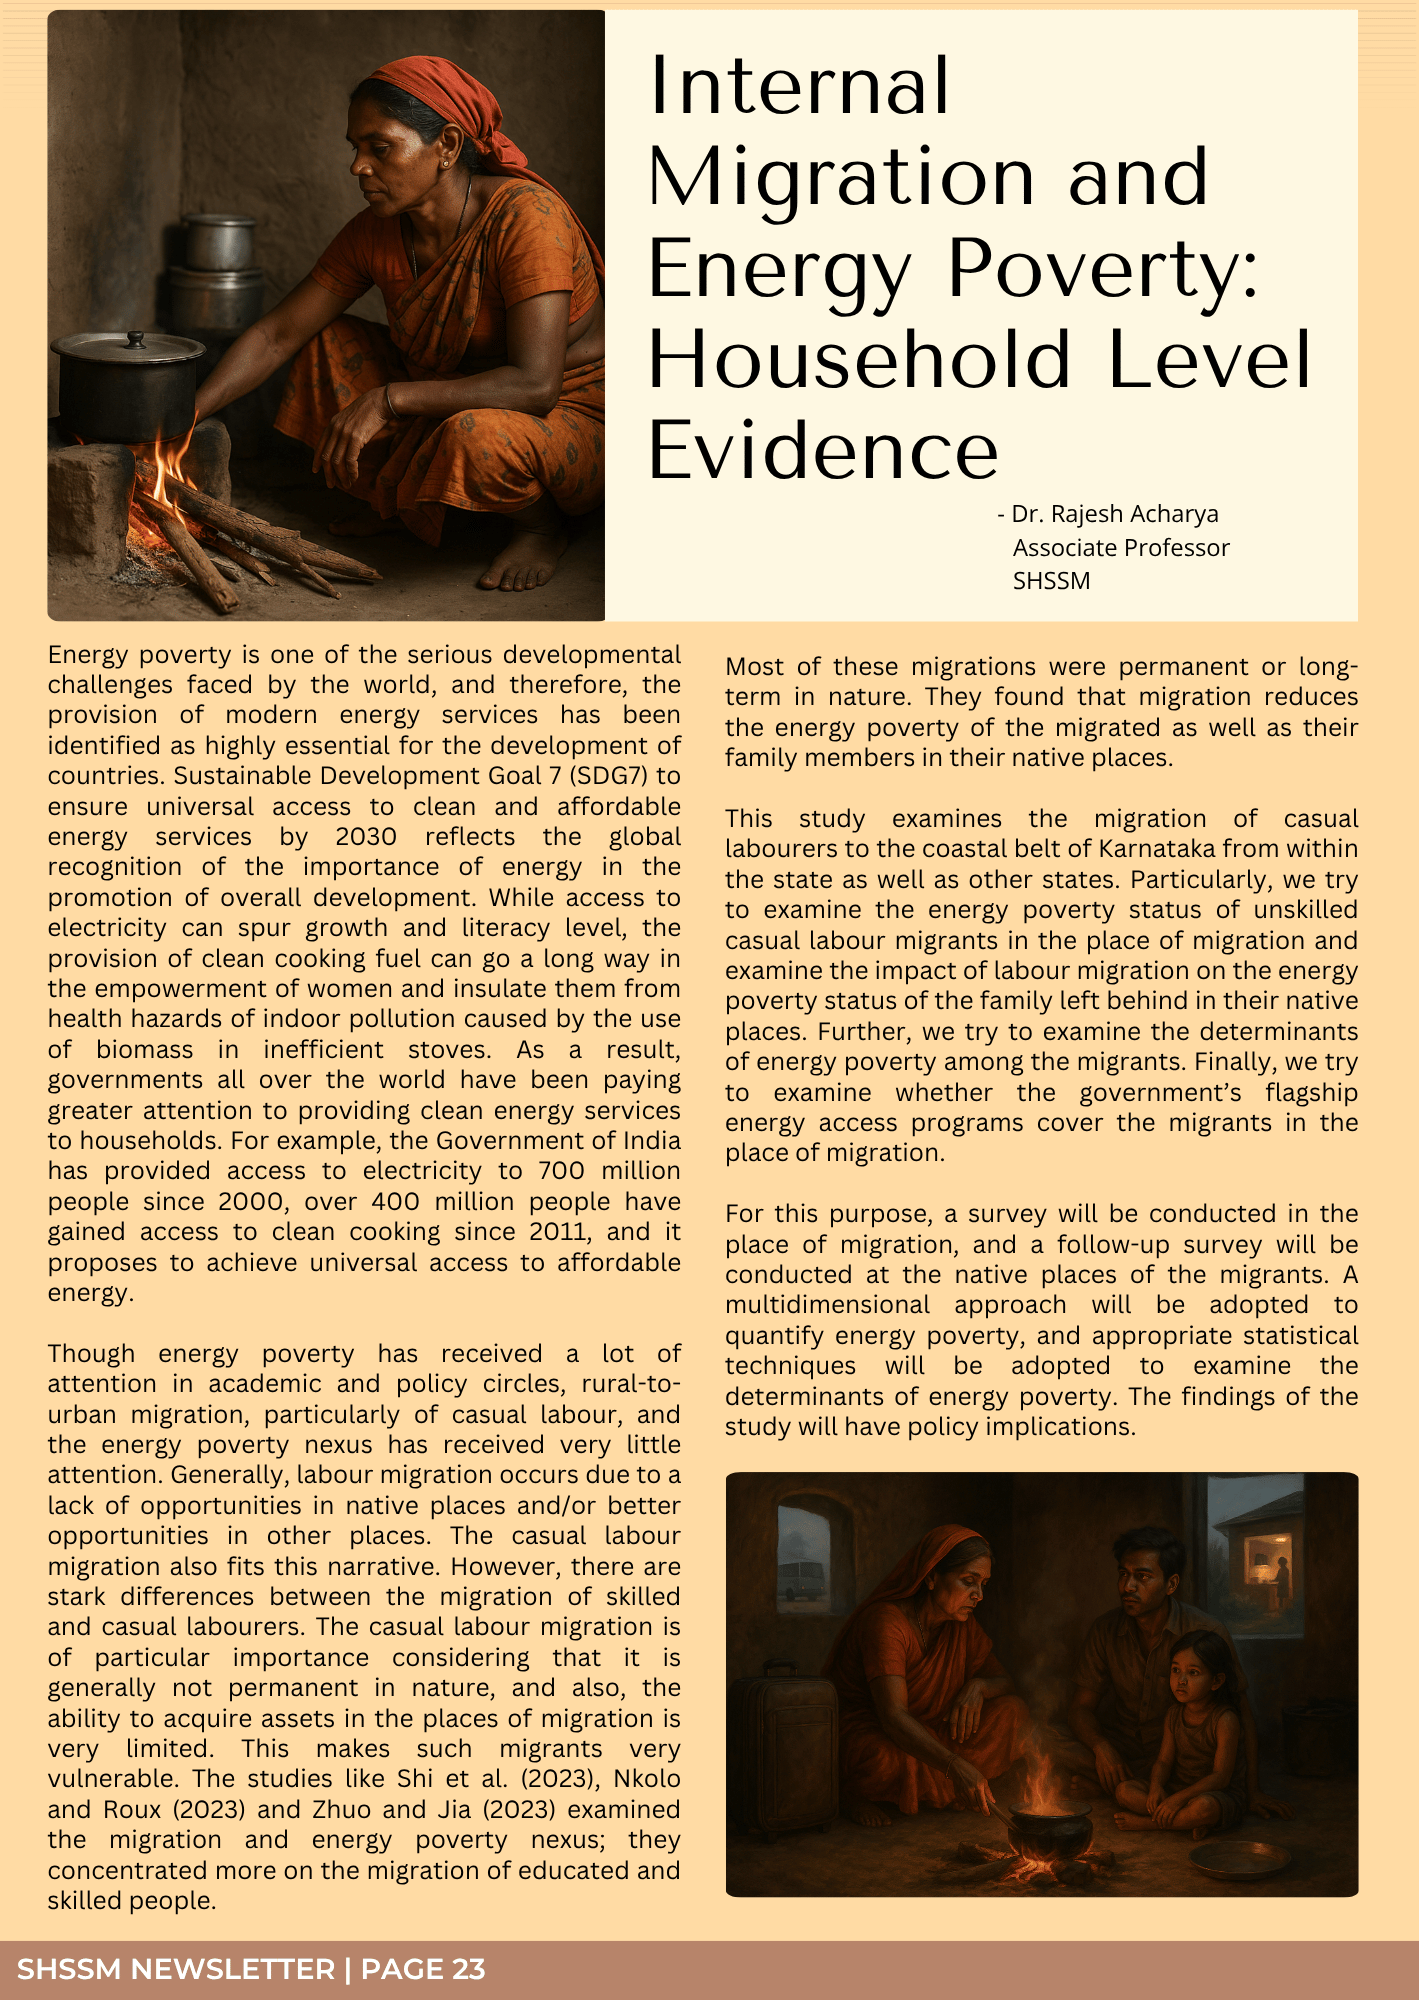 Internal
Migration and
Energy Poverty:
Household Level
Evidence
- Dr. Rajesh Acharya
Associate Professor
SHSSM
Energy poverty is one of the serious developmental
challenges faced by the world, and therefore, the
provision of modern energy services has been
identified as highly essential for the development of
countries. Sustainable Development Goal 7 (SDG7) to
ensure universal access to clean and affordable
energy services by 2030 reflects the global
recognition of the importance of energy in the
promotion of overall development. While access to
electricity can spur growth and literacy level, the
provision of clean cooking fuel can go a long way in
the empowerment of women and insulate them from
health hazards of indoor pollution caused by the use
of biomass in inefficient stoves. As a result,
governments all over the world have been paying
greater attention to providing clean energy services
to households. For example, the Government of India
has provided access to electricity to 700 million
people since 2000, over 400 million people have
gained access to clean cooking since 2011, and it
proposes to achieve universal access to affordable
energy.
Though energy poverty has received a lot of
attention in academic and policy circles, rural-to-
urban migration, particularly of casual labour, and
the energy poverty nexus has received very little
attention. Generally, labour migration occurs due to a
lack of opportunities in native places and/or better
opportunities in other places. The casual labour
migration also fits this narrative. However, there are
stark differences between the migration of skilled
and casual labourers. The casual labour migration is
of particular importance considering that it is
generally not permanent in nature, and also, the
ability to acquire assets in the places of migration is
very limited. This makes such migrants very
vulnerable. The studies like Shi et al. (2023), Nkolo
and Roux (2023) and Zhuo and Jia (2023) examined
the migration and energy poverty nexus; they
concentrated more on the migration of educated and
skilled people.
Most of these migrations were permanent or long-
term in nature. They found that migration reduces
the energy poverty of the migrated as well as their
family members in their native places.
This study examines the migration of casual
labourers to the coastal belt of Karnataka from within
the state as well as other states. Particularly, we try
to examine the energy poverty status of unskilled
casual labour migrants in the place of migration and
examine the impact of labour migration on the energy
poverty status of the family left behind in their native
places. Further, we try to examine the determinants
of energy poverty among the migrants. Finally, we try
to examine whether the government’s flagship
energy access programs cover the migrants in the
place of migration.
For this purpose, a survey will be conducted in the
place of migration, and a follow-up survey will be
conducted at the native places of the migrants. A
multidimensional approach will be adopted to
quantify energy poverty, and appropriate statistical
techniques will be adopted to examine the
determinants of energy poverty. The findings of the
study will have policy implications.
SHSSM NEWSLETTER | PAGE 23